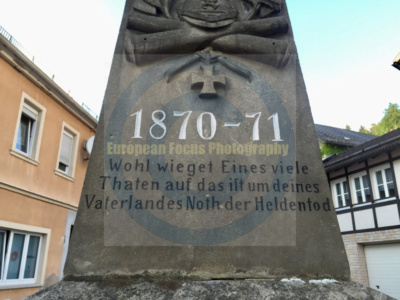 1870-71
European Focus Photography
Wohl wieget Eines viele
Thaten auf das ist um deines
Vaterlandes Noth der Heldentod